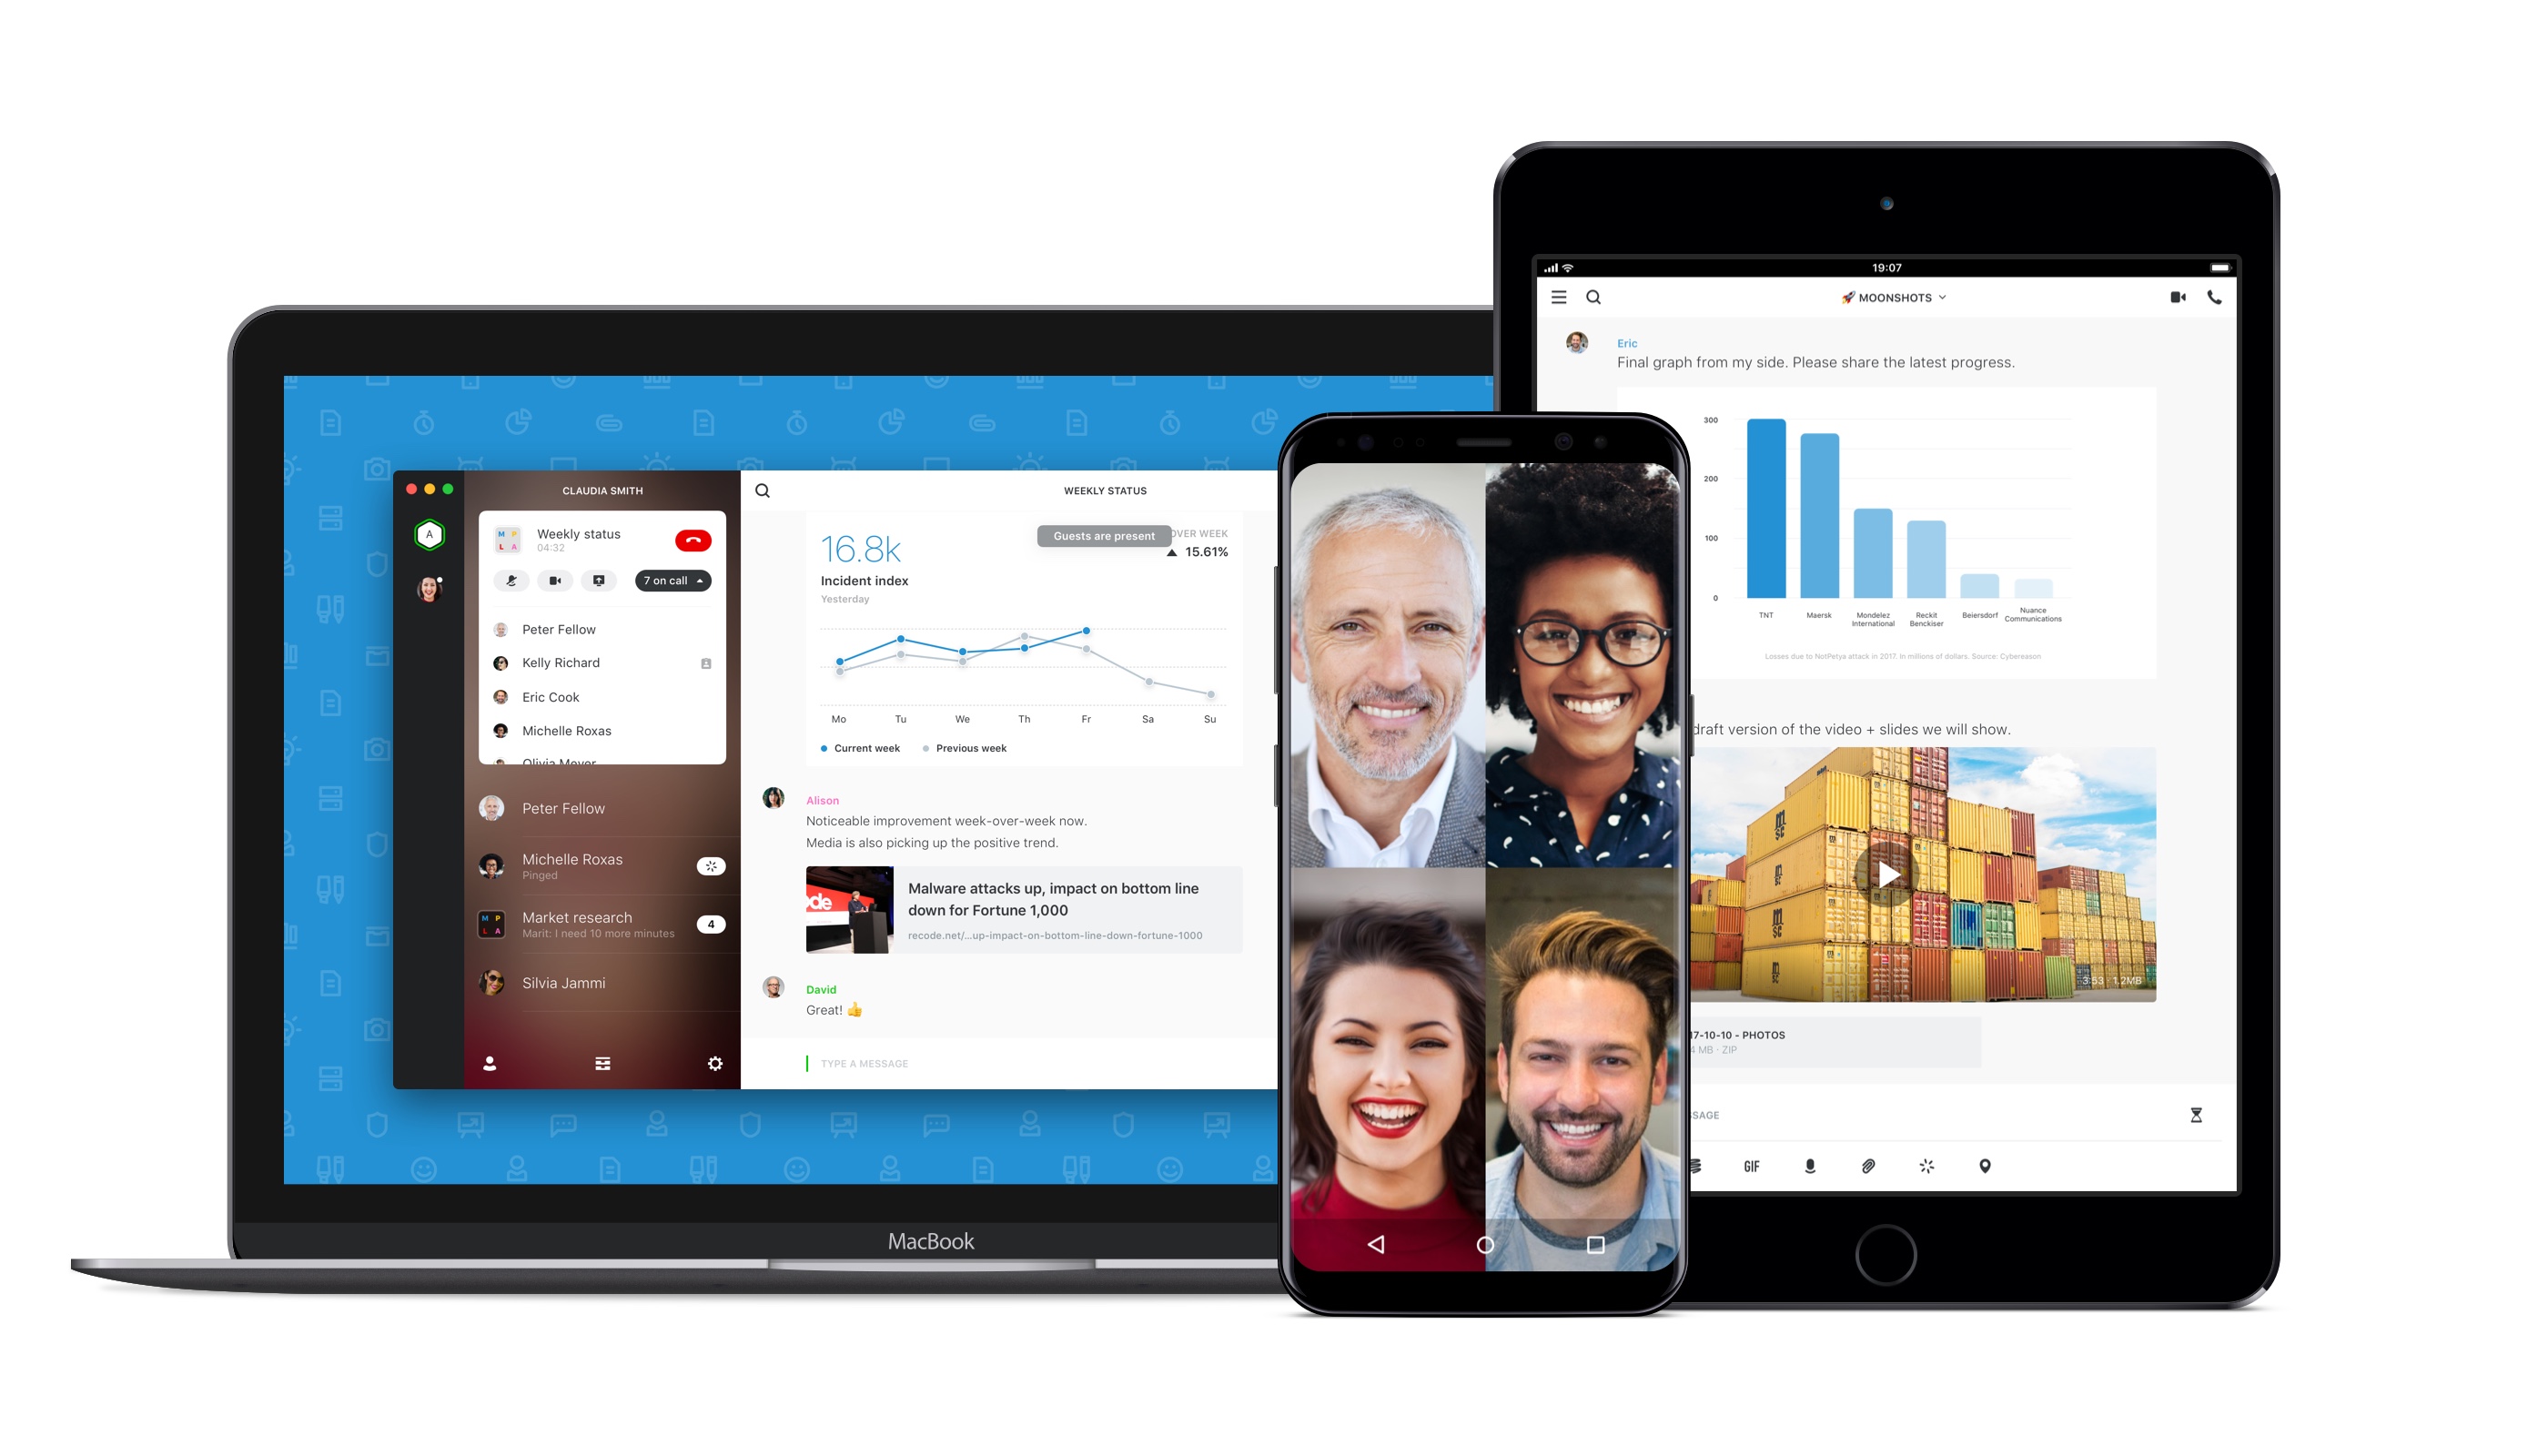 CLAUDIA SMITH
A
M P
L A
Weekly status
04:32
7 on call
Peter Fellow
Kelly Richard
Eric Cook
Michelle Roxas
Olivia Meyer
Peter Fellow
Michelle Roxas
Pinged
M P
L A
Market research
Marit: I need 10 more minutes
4
Silvia Jammi
WEEKLY STATUS
16.8k
Guests are present
OVER WEEK
15.61%
Incident index
Yesterday
Mo Tu We Th Fr Sa Su
Current week Previous week
Alison
Noticeable improvement week-over-week now.
Media is also picking up the positive trend.
de
Malware attacks up, impact on bottom line
down for Fortune 1,000
recode.net/...up-impact-on-bottom-line-down-fortune-1000
David
Great! 👍
TYPE A MESSAGE
MacBook
19:07
🚀 MOONSHOTS
Eric
Final graph from my side. Please share the latest progress.
300
200
100
0
TNT
Maersk
Mondelez
International
Reckit
Benckiser
Beiersdorf
Nuance
Communications
Losses due to NotPetya attack in 2017. In millions of dollars. Source: Cybereason
draft version of the video + slides we will show.
msc
msc
msc
msc
3:53 · 1.2MB
17-10-10 - PHOTOS
4 MB · ZIP
SSAGE
GIF